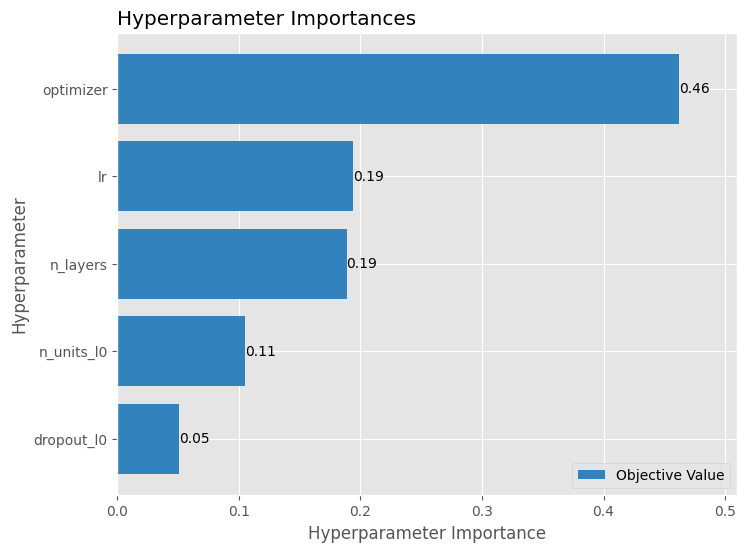 Hyperparameter Importances
Hyperparameter
optimizer
0.46
lr
0.19
n_layers
0.19
n_units_l0
0.11
dropout_l0
0.05
Objective Value
0.0 0.1 0.2 0.3 0.4 0.5
Hyperparameter Importance